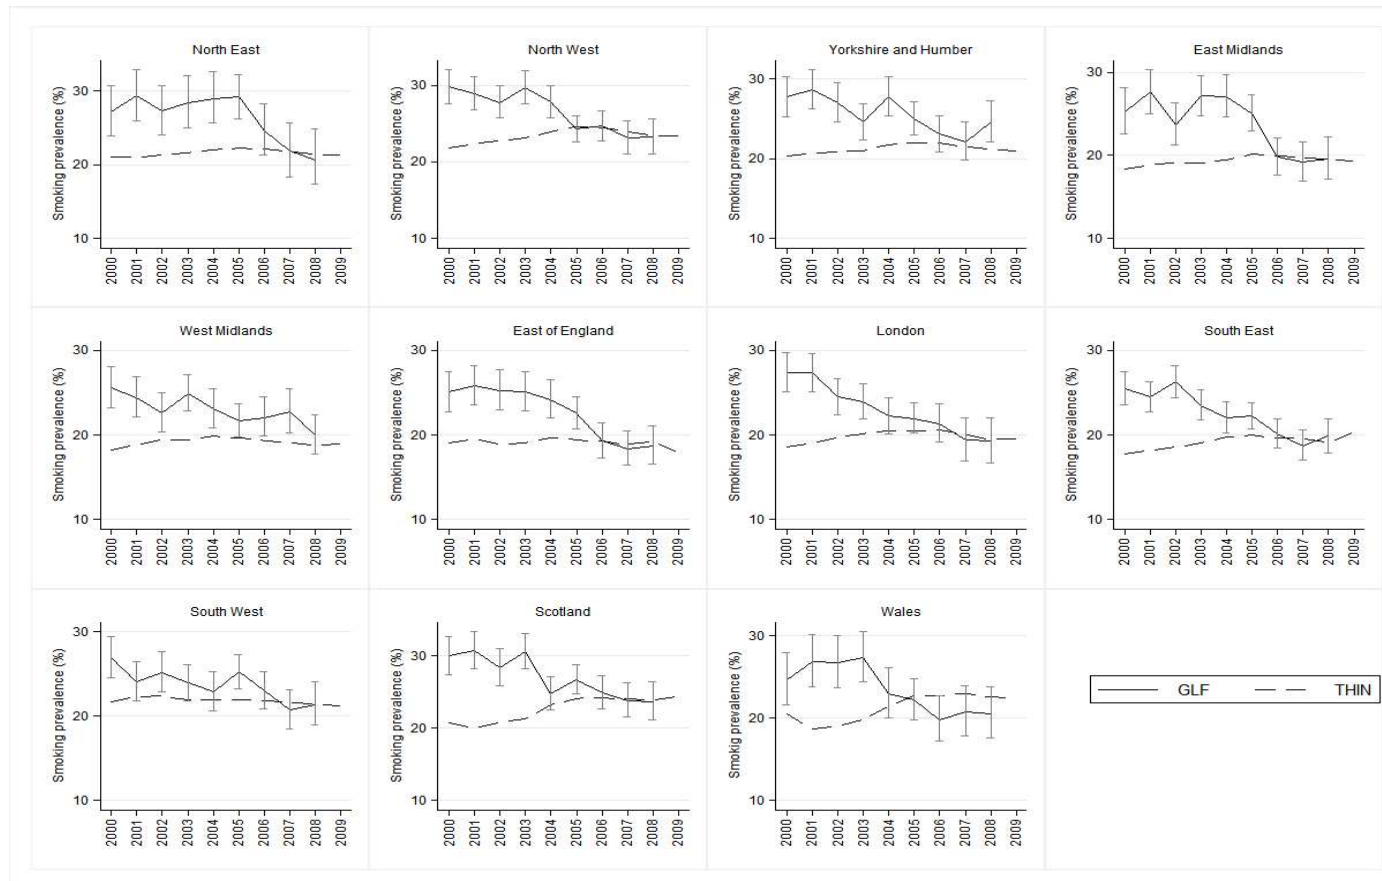 North East
Smoking prevalence (%)
30
20
10
2000 2001 2002 2003 2004 2005 2006 2007 2008 2009
North West
Smoking prevalence (%)
30
20
10
2000 2001 2002 2003 2004 2005 2006 2007 2008 2009
Yorkshire and Humber
Smoking prevalence (%)
30
20
10
2000 2001 2002 2003 2004 2005 2006 2007 2008 2009
East Midlands
Smoking prevalence (%)
30
20
10
2000 2001 2002 2003 2004 2005 2006 2007 2008 2009
West Midlands
Smoking prevalence (%)
30
20
10
2000 2001 2002 2003 2004 2005 2006 2007 2008 2009
East of England
Smoking prevalence (%)
30
20
10
2000 2001 2002 2003 2004 2005 2006 2007 2008 2009
London
Smoking prevalence (%)
30
20
10
2000 2001 2002 2003 2004 2005 2006 2007 2008 2009
South East
Smoking prevalence (%)
30
20
10
2000 2001 2002 2003 2004 2005 2006 2007 2008 2009
South West
Smoking prevalence (%)
30
20
10
2000 2001 2002 2003 2004 2005 2006 2007 2008 2009
Scotland
Smoking prevalence (%)
30
20
10
2000 2001 2002 2003 2004 2005 2006 2007 2008 2009
Wales
Smokig prevalence (%)
30
20
10
2000 2001 2002 2003 2004 2005 2006 2007 2008 2009
GLF THIN